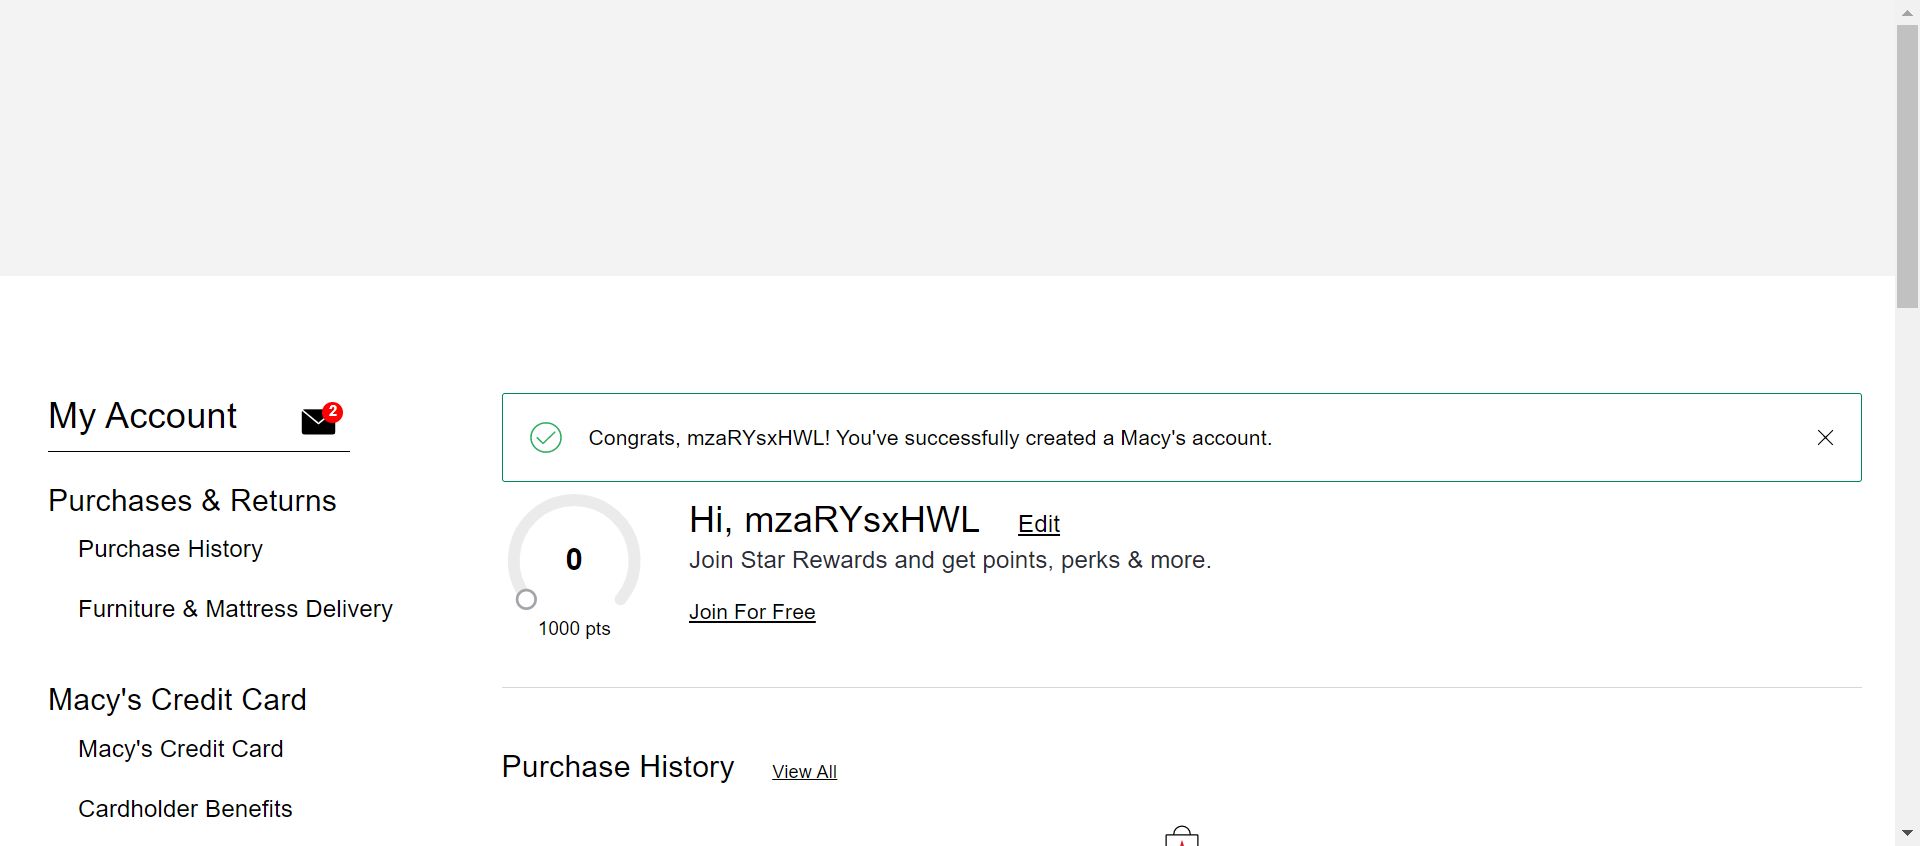 My Account
2
Purchases & Returns
Purchase History
Furniture & Mattress Delivery
Macy's Credit Card
Macy's Credit Card
Cardholder Benefits
Congrats, mzaRYsxHWL! You've successfully created a Macy's account.
0
1000 pts
Hi, mzaRYsxHWL Edit
Join Star Rewards and get points, perks & more.
Join For Free
Purchase History View All